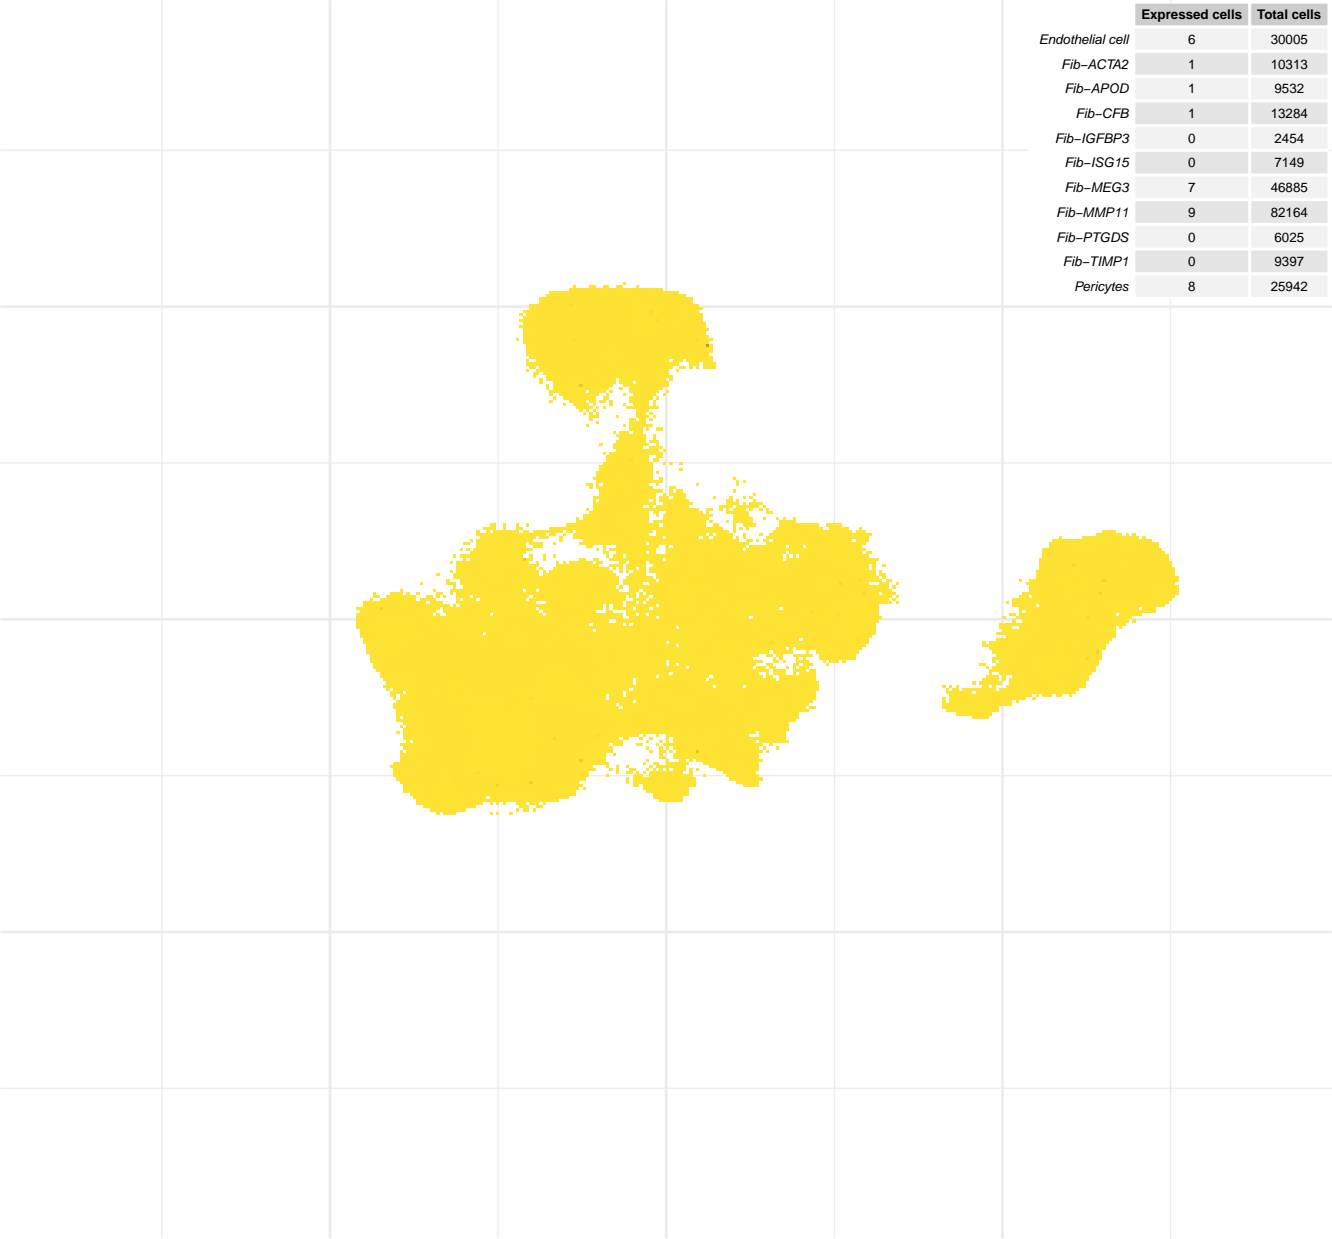 Expressed cells Total cells
Endothelial cell 6 30005
Fib−ACTA2 1 10313
Fib−APOD 1 9532
Fib−CFB 1 13284
Fib−IGFBP3 0 2454
Fib−ISG15 0 7149
Fib−MEG3 7 46885
Fib−MMP11 9 82164
Fib−PTGDS 0 6025
Fib−TIMP1 0 9397
Pericytes 8 25942